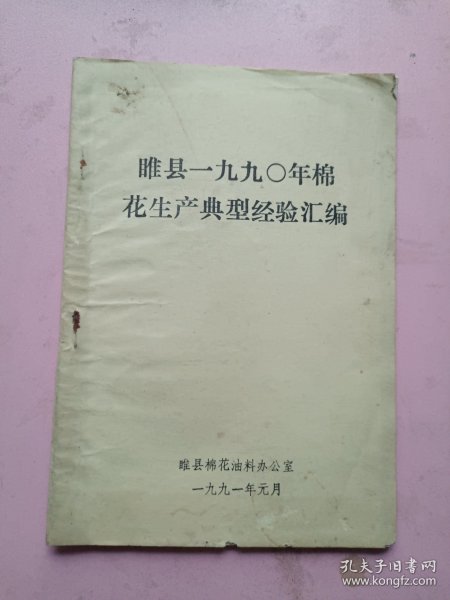 睢县一九九〇年棉
花生产典型经验汇编
睢县棉花油料办公室
一九九一年元月
孔夫子旧书网
www.kongfz.com